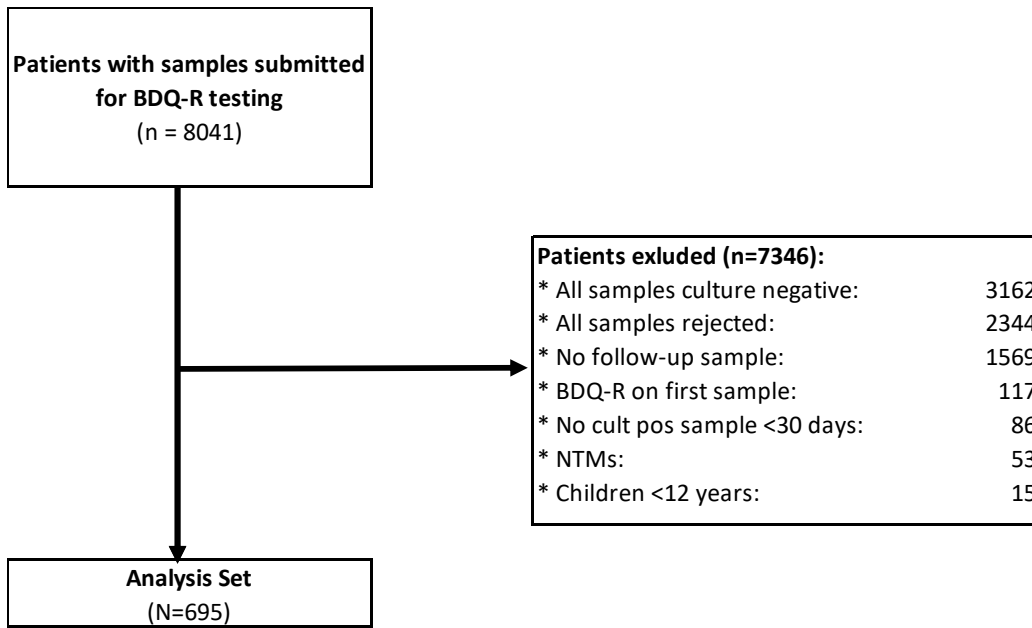 Patients with samples submitted
for BDQ-R testing
(n = 8041)
Patients exluded (n=7346):
* All samples culture negative: 3162
* All samples rejected: 2344
* No follow-up sample: 1569
* BDQ-R on first sample: 117
* No cult pos sample <30 days: 86
* NTMs: 53
* Children <12 years: 15
Analysis Set
(N=695)